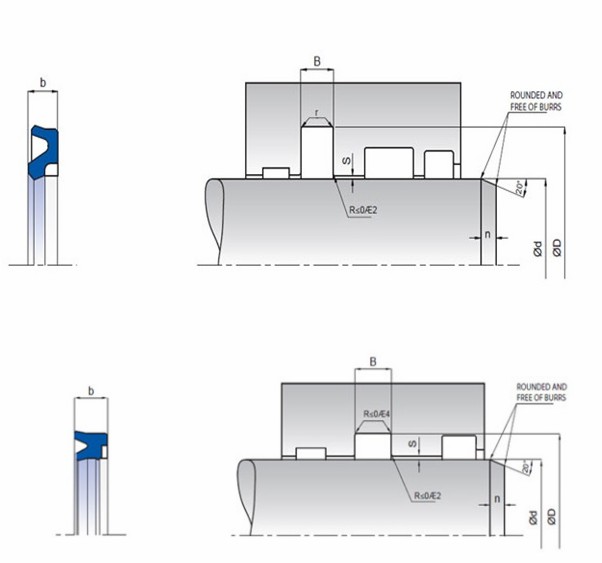 B
b
ROUNDED AND
FREE OF BURRS
r
S
20°
R≤0Æ2
n
Ød
ØD
B
b
ROUNDED AND
FREE OF BURRS
R≤0Æ4
S
20°
R≤0Æ2
n
Ød
ØD